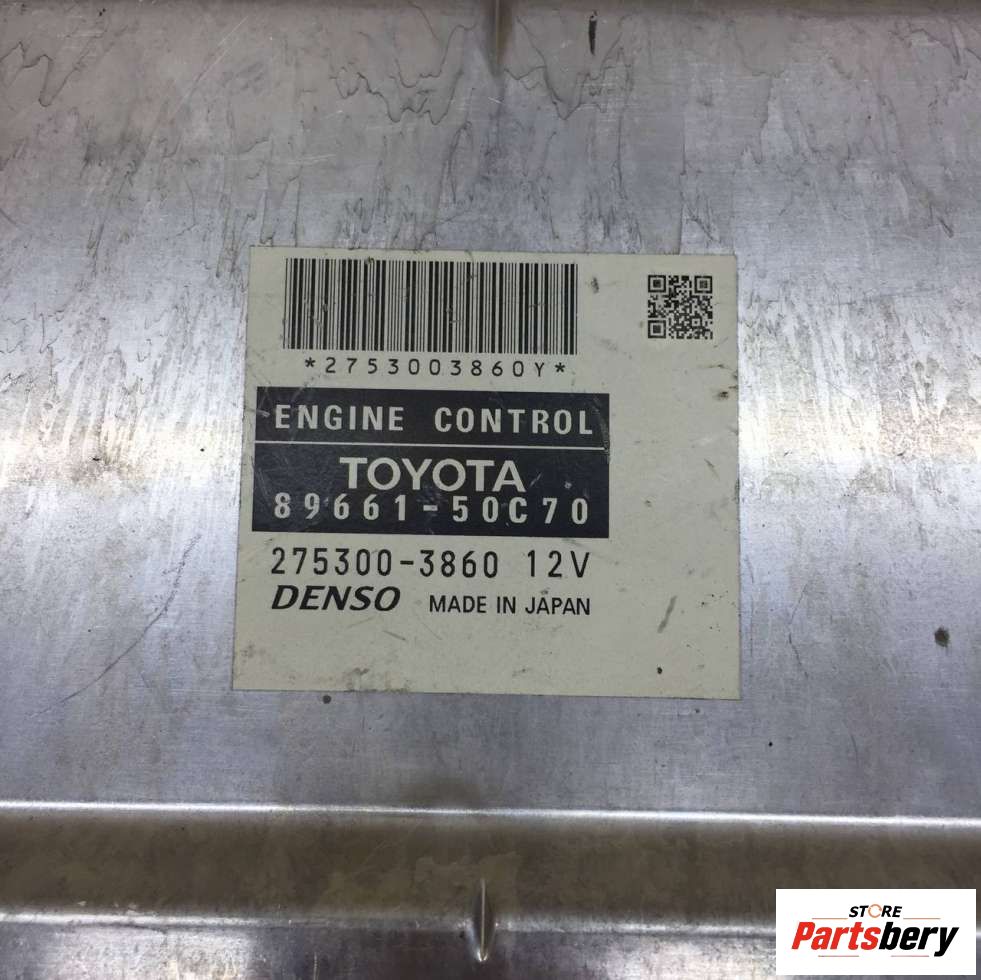 *2753003860Y*
ENGINE CONTROL
TOYOTA
89661-50C70
275300-3860 12V
DENSO MADE IN JAPAN
STORE
Partsbery